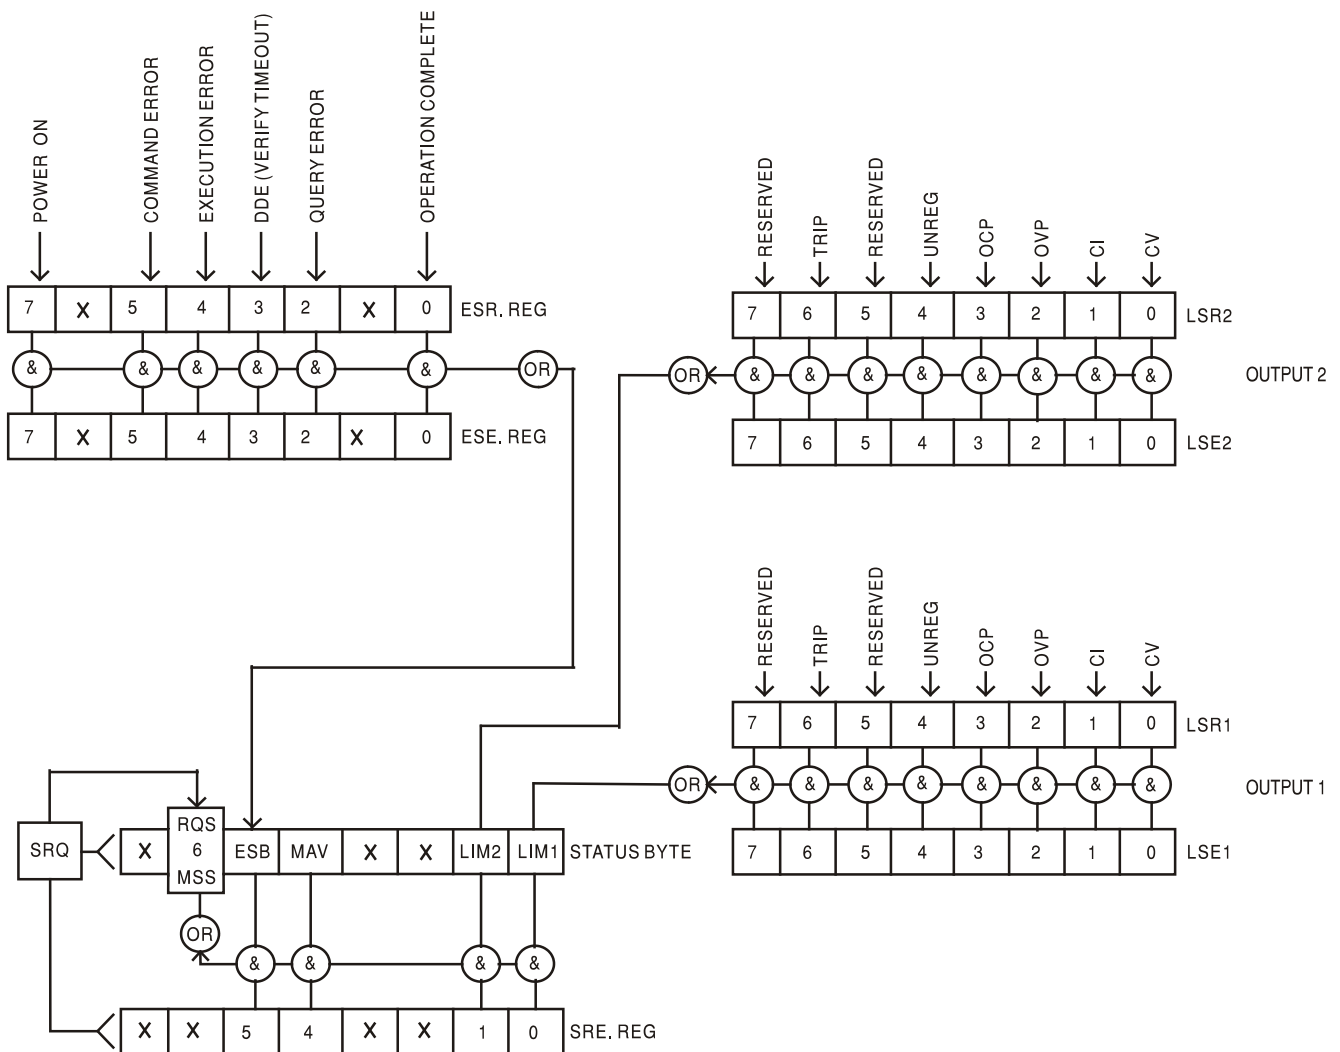 POWER ON
COMMAND ERROR
EXECUTION ERROR
DDE (VERIFY TIMEOUT)
QUERY ERROR
OPERATION COMPLETE
7 X 5 4 3 2 X 0 ESR. REG
& & & & & & OR
7 X 5 4 3 2 X 0 ESE. REG
RESERVED
TRIP
RESERVED
UNREG
OCP
OVP
CI
CV
7 6 5 4 3 2 1 0 LSR2
OR & & & & & & & & OUTPUT 2
7 6 5 4 3 2 1 0 LSE2
RESERVED
TRIP
RESERVED
UNREG
OCP
OVP
CI
CV
7 6 5 4 3 2 1 0 LSR1
OR & & & & & & & & OUTPUT 1
7 6 5 4 3 2 1 0 LSE1
SRQ
X
RQS
6
MSS
ESB MAV X X LIM2 LIM1 STATUS BYTE
OR
& & & &
X X 5 4 X X 1 0 SRE. REG